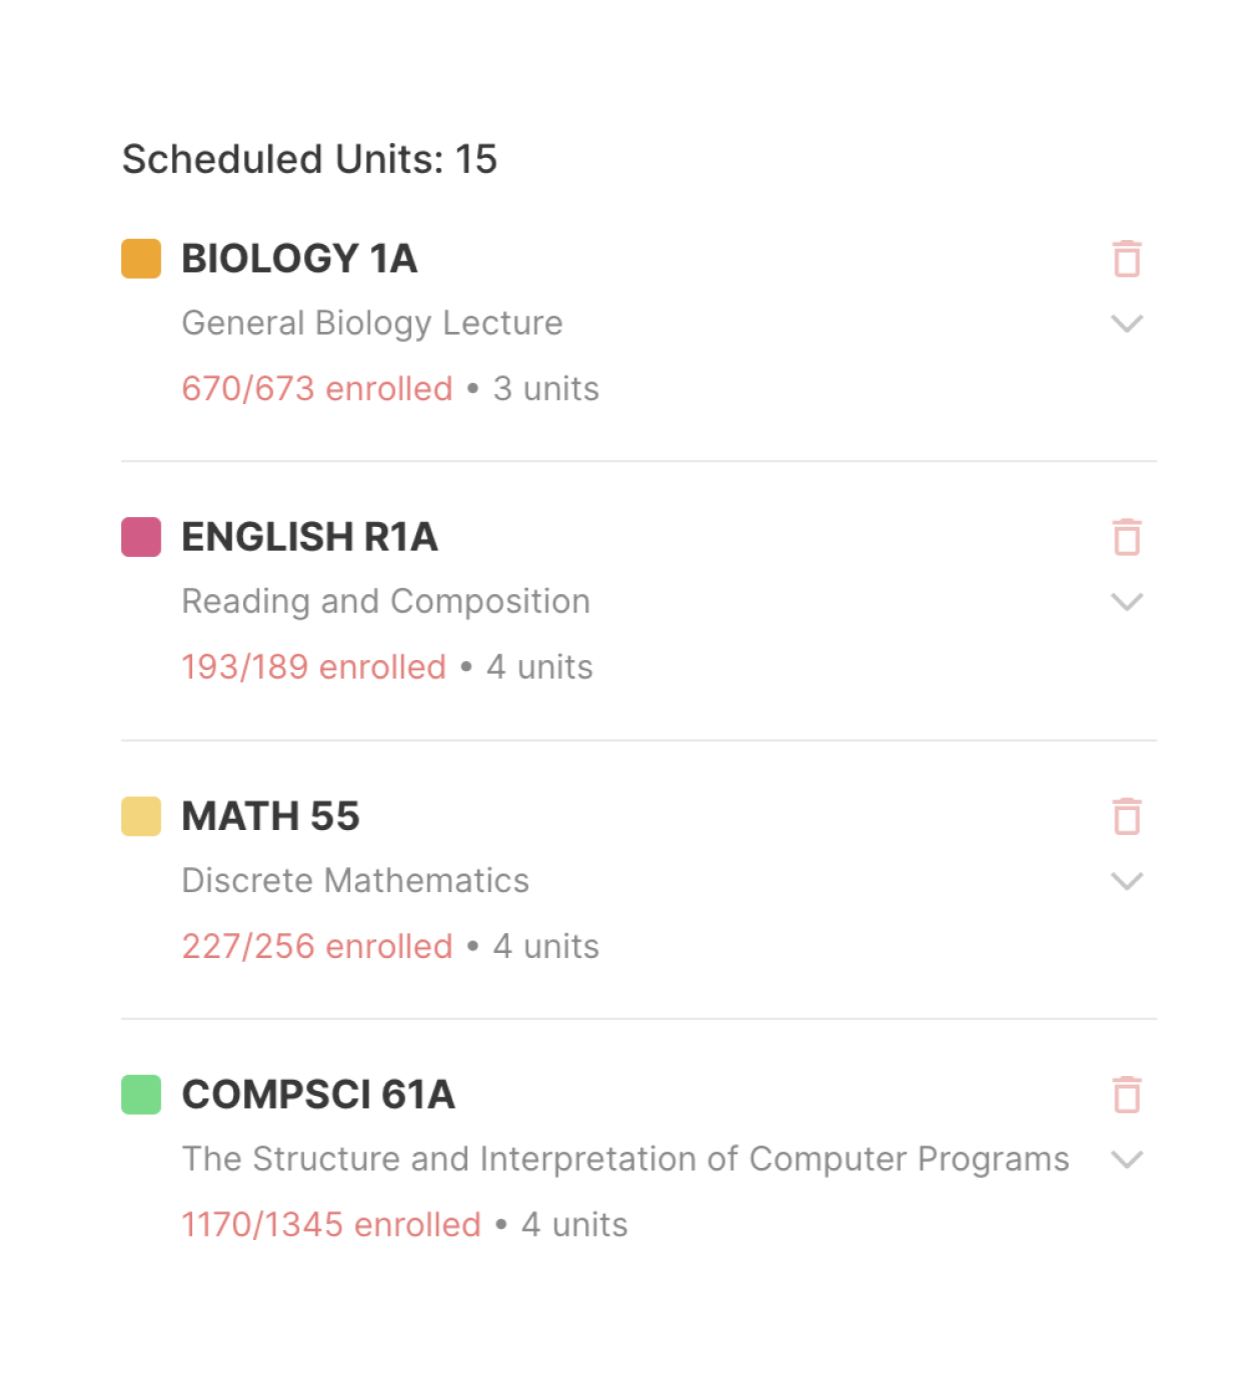 Scheduled Units: 15
BIOLOGY 1A
General Biology Lecture
670/673 enrolled • 3 units
ENGLISH R1A
Reading and Composition
193/189 enrolled • 4 units
MATH 55
Discrete Mathematics
227/256 enrolled • 4 units
COMPSCI 61A
The Structure and Interpretation of Computer Programs
1170/1345 enrolled • 4 units